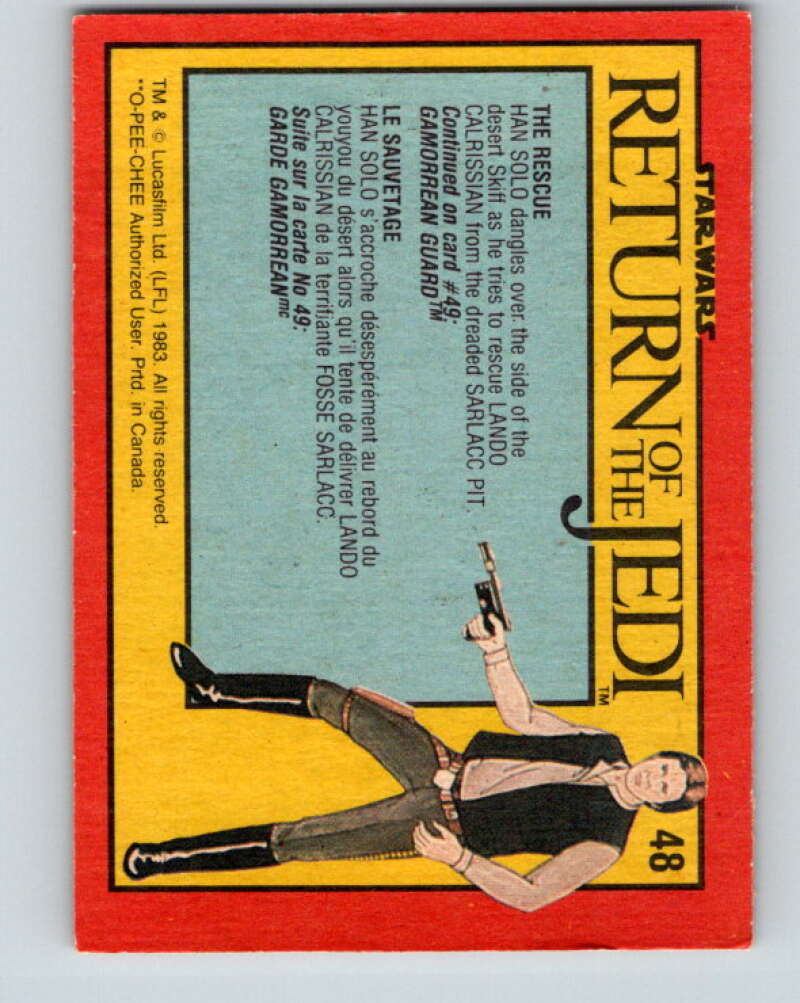 STAR WARS
RETURN OF THE JEDI™
48
THE RESCUE
HAN SOLO dangles over the side of the
desert Skiff as he tries to rescue LANDO
CALRISSIAN from the dreaded SARLACC PIT.
Continued on card #49:
GAMORREAN GUARD™
LE SAUVETAGE
HAN SOLO s'accroche désespérément au rebord du
youyou du désert alors qu'il tente de délivrer LANDO
CALRISSIAN de la terrifiante FOSSE SARLACC.
Suite sur la carte No 49:
GARDE GAMORREANmc
TM & © Lucasfilm Ltd. (LFL) 1983. All rights reserved.
**O-PEE-CHEE Authorized User. Prtd. in Canada.